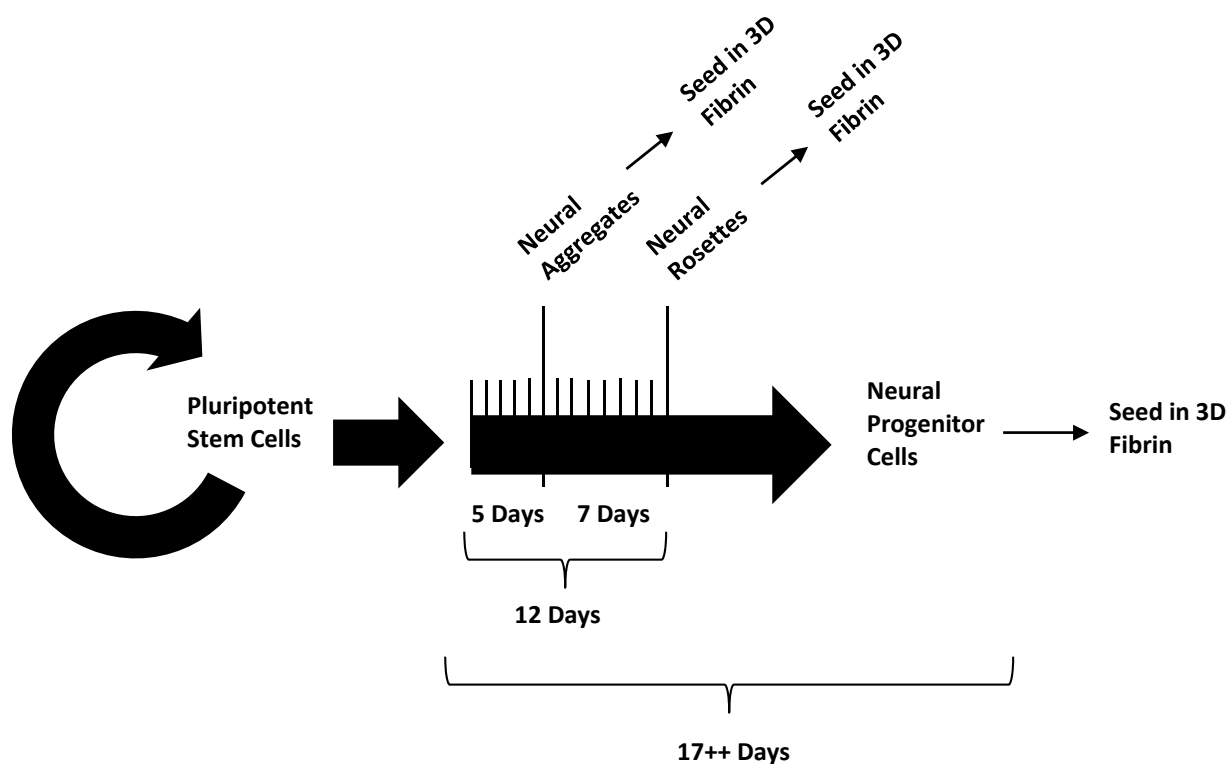 Neural
Aggregates
Seed in 3D
Fibrin
Neural
Rosettes
Seed in 3D
Fibrin
Pluripotent
Stem Cells
Neural
Progenitor
Cells
Seed in 3D
Fibrin
5 Days
7 Days
12 Days
17++ Days